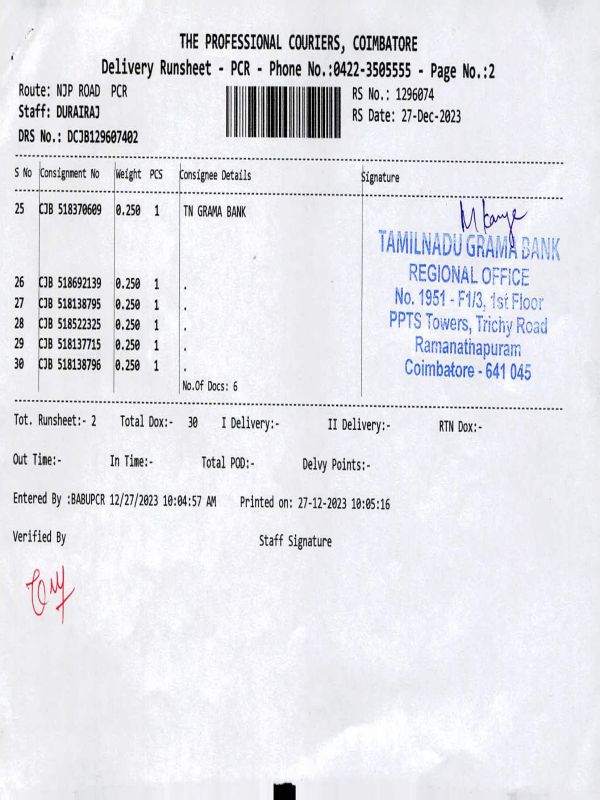 THE PROFESSIONAL COURIERS, COIMBATORE
Delivery Runsheet - PCR - Phone No.:0422-3505555 - Page No.:2
Route: NJP ROAD PCR
RS No.: 1296074
Staff: DURAIRAJ
RS Date: 27-Dec-2023
DRS No.: DCJB129607402
S No Consignment No Weight PCS Consignee Details Signature
25 CJB 518370609 0.250 1 TN GRAMA BANK
TAMILNADU GRAMA BANK
REGIONAL OFFICE
No. 1951 - F1/3, 1st Floor
PPTS Towers, Trichy Road
Ramanathapuram
Coimbatore - 641 045
26 CJB 518692139 0.250 1 .
27 CJB 518138795 0.250 1 .
28 CJB 518522325 0.250 1 .
29 CJB 518137715 0.250 1 .
30 CJB 518138796 0.250 1 .
No.Of Docs: 6
Tot. Runsheet:- 2 Total Dox:- 30 I Delivery:- II Delivery:- RTN Dox:-
Out Time:- In Time:- Total POD:- Delvy Points:-
Entered By :BABUPCR 12/27/2023 10:04:57 AM Printed on: 27-12-2023 10:05:16
Verified By Staff Signature